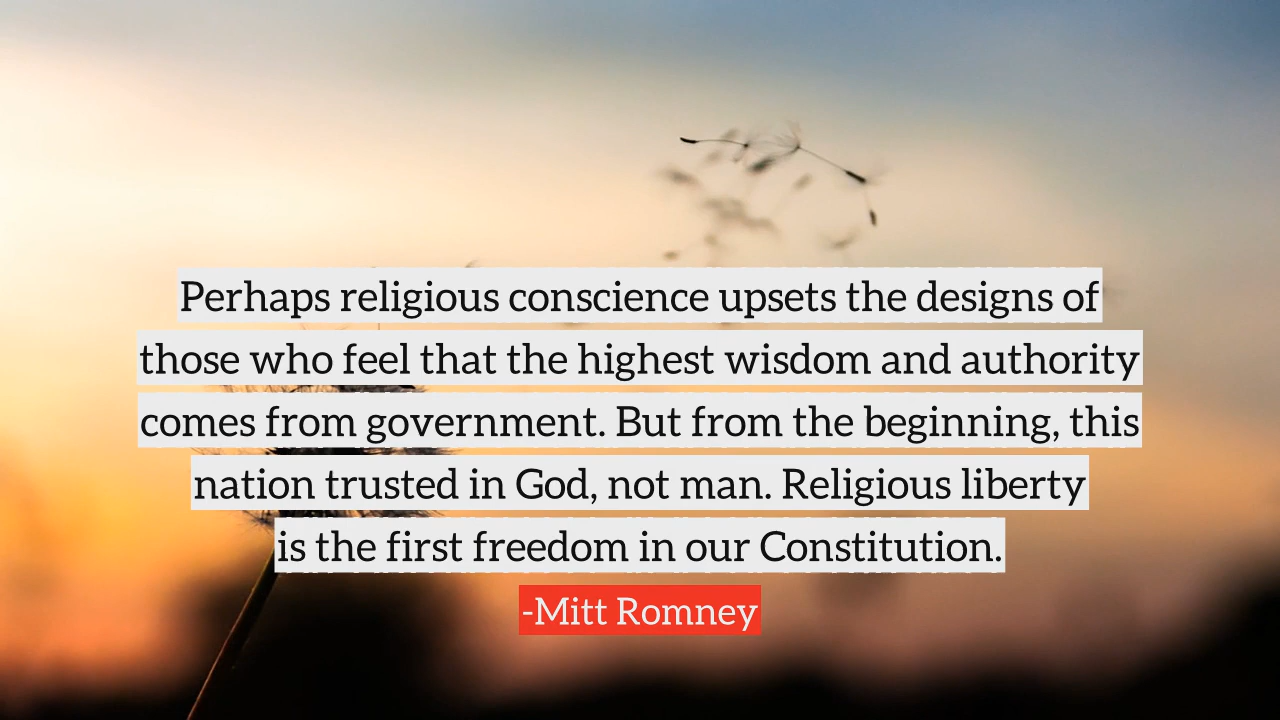 Perhaps religious conscience upsets the designs of
those who feel that the highest wisdom and authority
comes from government. But from the beginning, this
nation trusted in God, not man. Religious liberty
is the first freedom in our Constitution.
-Mitt Romney